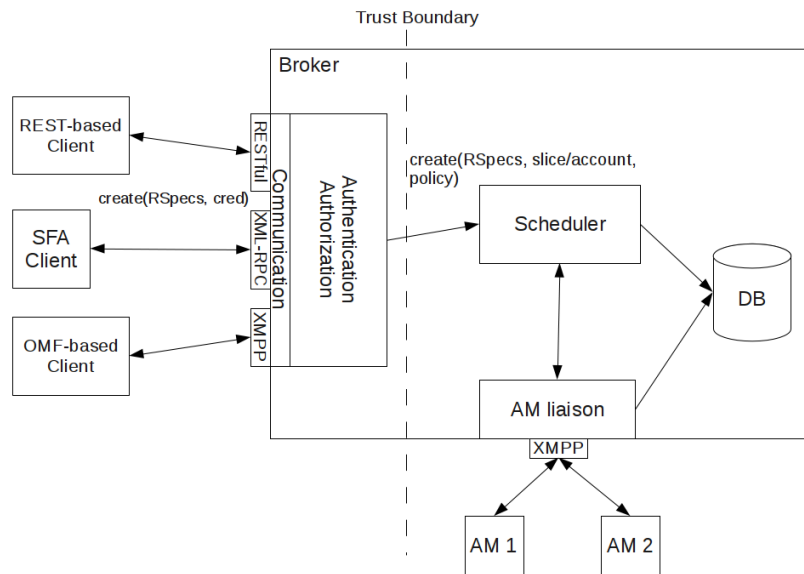 Trust Boundary
Broker
REST-based
Client
RESTful
create(RSpecs, cred)
SFA
Client
XML-RPC
OMF-based
Client
XMPP
Communication
Authentication
Authorization
create(RSpecs, slice/account,
policy)
Scheduler
DB
AM liaison
XMPP
AM 1
AM 2